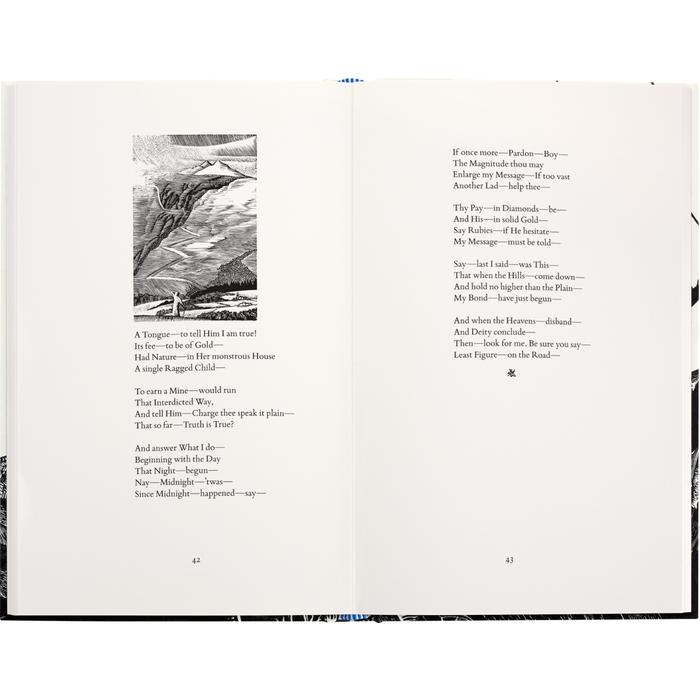 A Tongue—to tell Him I am true!
Its fee—to be of Gold—
Had Nature—in Her monstrous House
A single Ragged Child—

To earn a Mine—would run
That Interdicted Way,
And tell Him—Charge thee speak it plain—
That so far—Truth is True?

And answer What I do—
Beginning with the Day
That Night—begun—
Nay—Midnight—'twas—
Since Midnight—happened—say—

42

If once more—Pardon—Boy—
The Magnitude thou may
Enlarge my Message—If too vast
Another Lad—help thee—

Thy Pay—in Diamonds—be—
And His—in solid Gold—
Say Rubies—if He hesitate—
My Message—must be told—

Say—last I said—was This—
That when the Hills—come down—
And hold no higher than the Plain—
My Bond—have just begun—

And when the Heavens—disband—
And Deity conclude—
Then—look for me. Be sure you say—
Least Figure—on the Road—

43